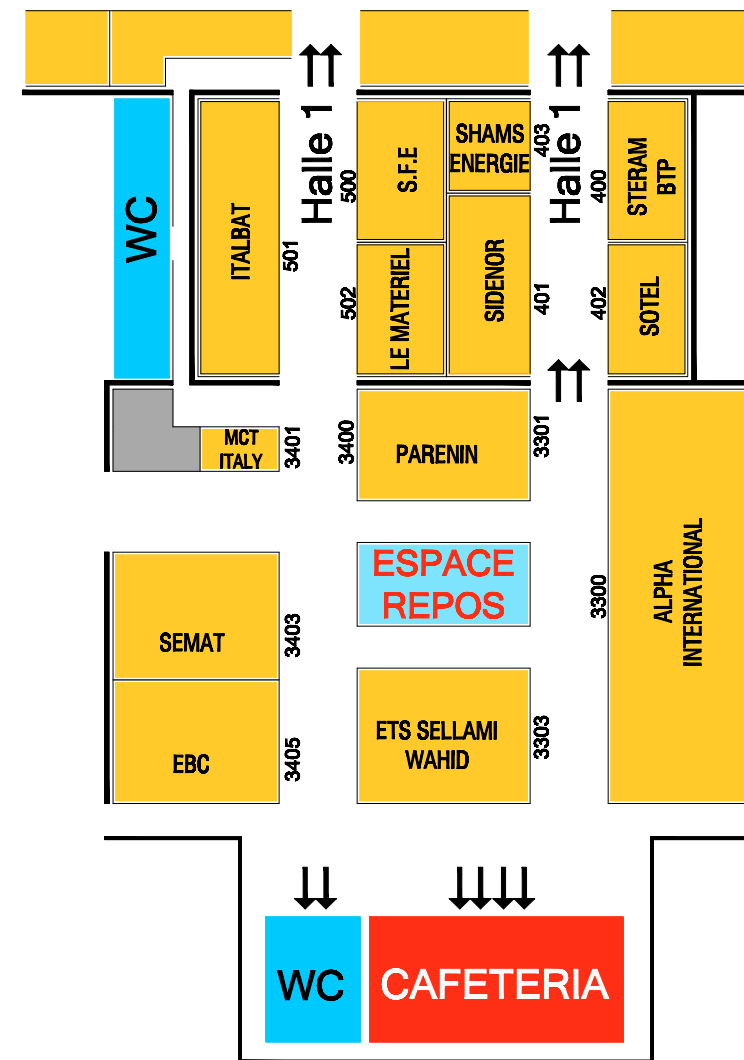 Halle 1
Halle 1
WC
ITALBAT
501
500
S.F.E
SHAMS
ENERGIE
403
400
STERAM
BTP
502
LE MATERIEL
SIDENOR
401
402
SOTEL
MCT
ITALY
3401
3400
PARENIN
3301
ESPACE
REPOS
3300
ALPHA
INTERNATIONAL
SEMAT
3403
EBC
3405
ETS SELLAMI
WAHID
3303
WC
CAFETERIA